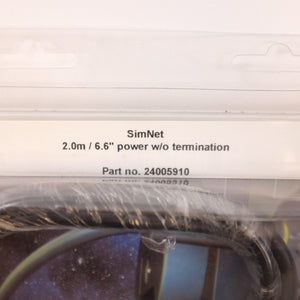 SimNet
2.0m / 6.6" power w/o termination
Part no. 24005910